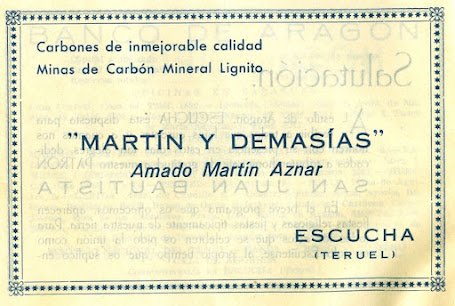 Carbones de inmejorable calidad
Minas de Carbón Mineral Lignito
"MARTÍN Y DEMASÍAS"
Amado Martín Aznar
ESCUCHA
(TERUEL)